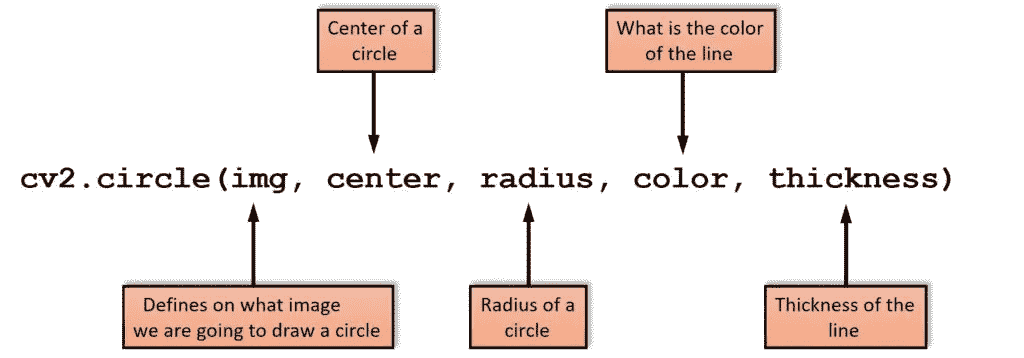 Center of a
circle
What is the color
of the line
cv2.circle(img, center, radius, color, thickness)
Defines on what image
we are going to draw a circle
Radius of a
circle
Thickness of the
line